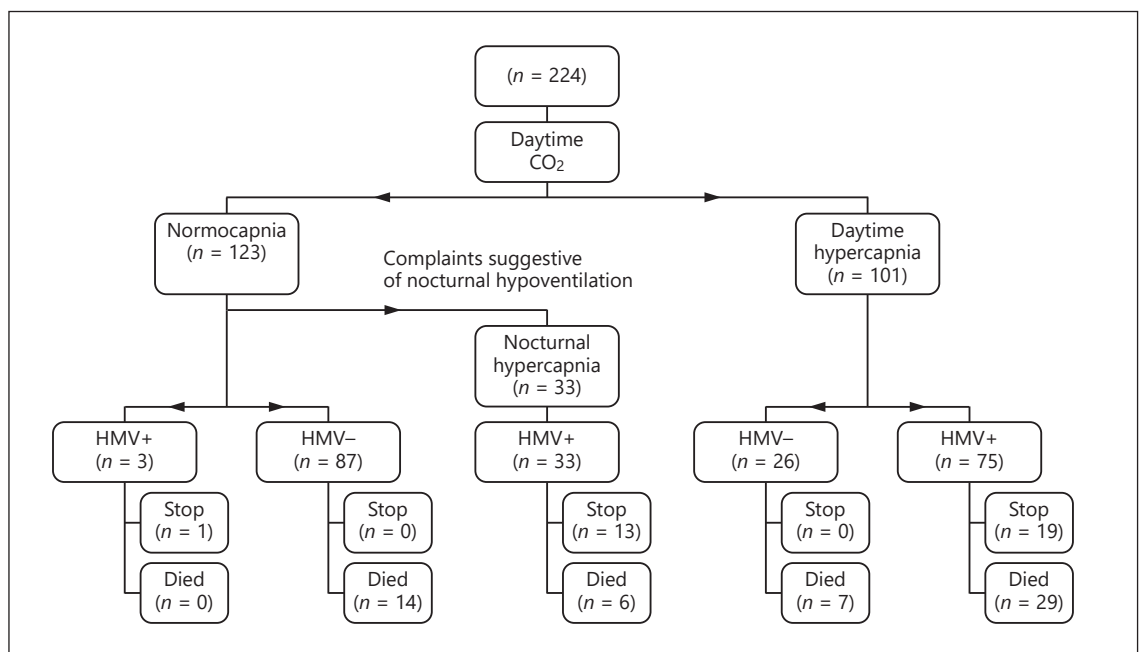 (n = 224)
Daytime
CO₂
Normocapnia
(n = 123)
Complaints suggestive
of nocturnal hypoventilation
Daytime
hypercapnia
(n = 101)
Nocturnal
hypercapnia
(n = 33)
HMV+
(n = 3)
HMV–
(n = 87)
HMV+
(n = 33)
HMV–
(n = 26)
HMV+
(n = 75)
Stop
(n = 1)
Stop
(n = 0)
Stop
(n = 13)
Stop
(n = 0)
Stop
(n = 19)
Died
(n = 0)
Died
(n = 14)
Died
(n = 6)
Died
(n = 7)
Died
(n = 29)